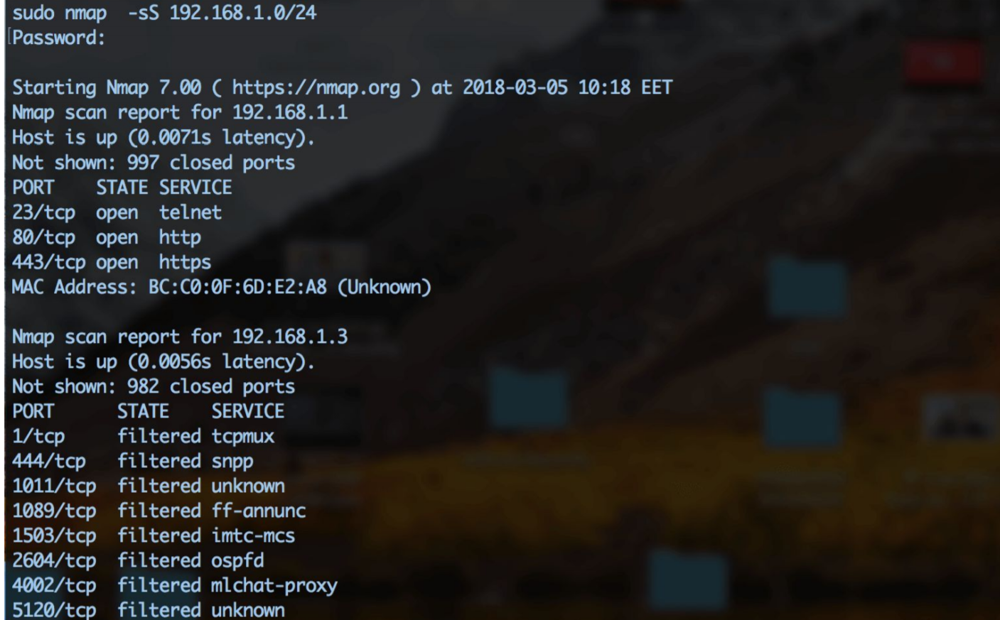 sudo nmap  -sS 192.168.1.0/24
[Password:

Starting Nmap 7.00 ( https://nmap.org ) at 2018-03-05 10:18 EET
Nmap scan report for 192.168.1.1
Host is up (0.0071s latency).
Not shown: 997 closed ports
PORT    STATE SERVICE
23/tcp  open  telnet
80/tcp  open  http
443/tcp open  https
MAC Address: BC:C0:0F:6D:E2:A8 (Unknown)

Nmap scan report for 192.168.1.3
Host is up (0.0056s latency).
Not shown: 982 closed ports
PORT      STATE    SERVICE
1/tcp     filtered tcpmux
444/tcp   filtered snpp
1011/tcp  filtered unknown
1089/tcp  filtered ff-annunc
1503/tcp  filtered imtc-mcs
2604/tcp  filtered ospfd
4002/tcp  filtered mlchat-proxy
5120/tcp  filtered unknown